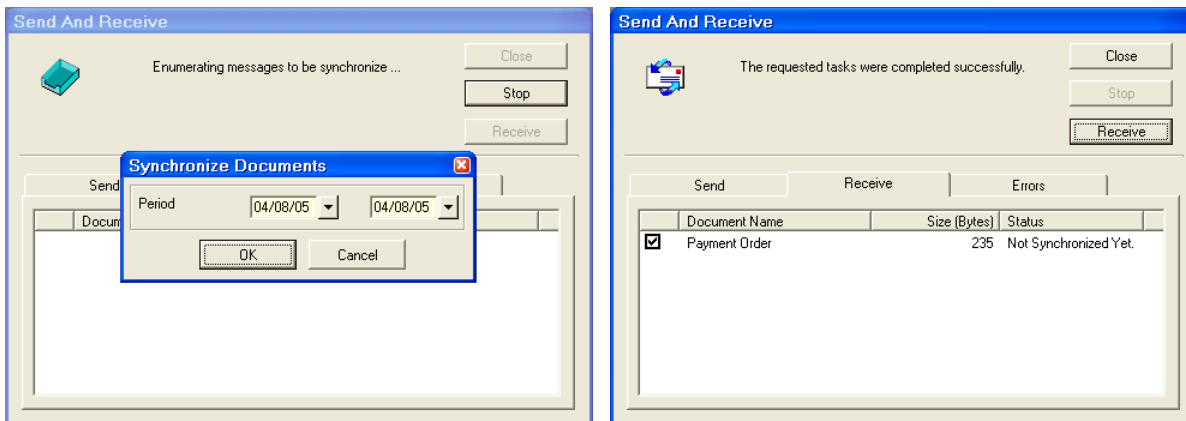 Send And Receive
Enumerating messages to be synchronize ...
Close
Stop
Receive
Synchronize Documents
Send
Period
04/08/05
04/08/05
OK
Cancel
Send And Receive
The requested tasks were completed successfully.
Close
Stop
Receive
Send Receive Errors
Document Name Size (Bytes) Status
Payment Order 235 Not Synchronized Yet.